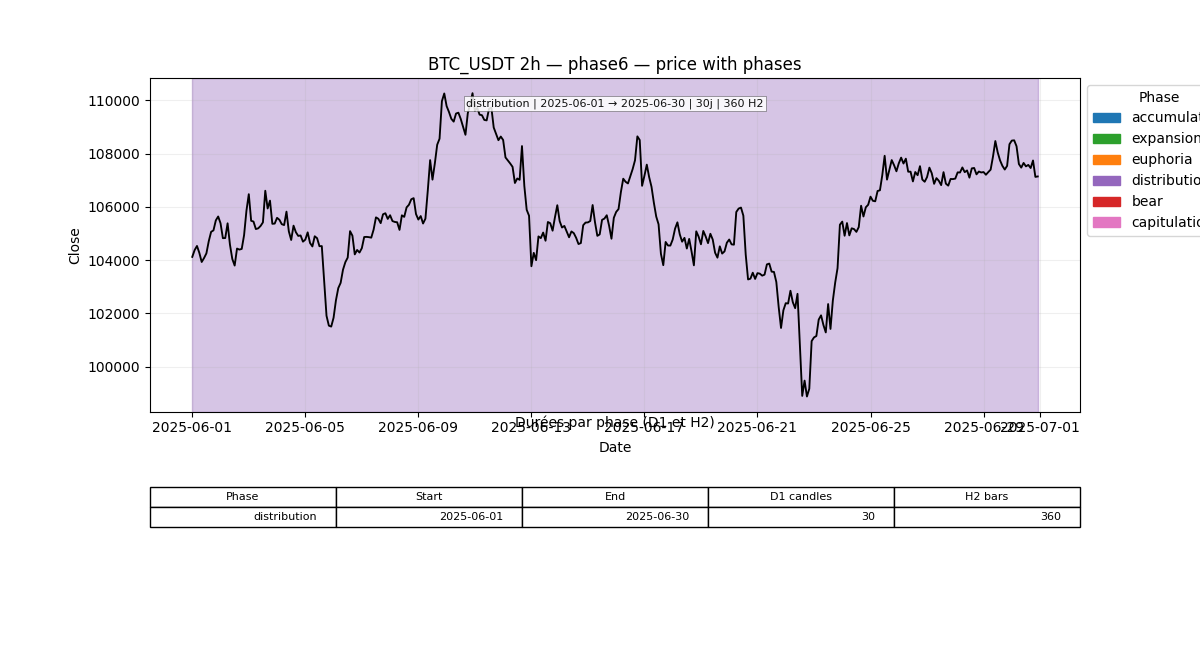 BTC_USDT 2h — phase6 — price with phases
distribution | 2025-06-01 → 2025-06-30 | 30j | 360 H2
Close
110000
108000
106000
104000
102000
100000
Phase
accumulat
expansion
euphoria
distributio
bear
capitulatio
Durées par phase (D1 et H2)
2025-06-01 2025-06-05 2025-06-09 2025-06-13 2025-06-17 2025-06-21 2025-06-25 2025-06-29 2025-07-01
Date
Phase Start End D1 candles H2 bars
distribution 2025-06-01 2025-06-30 30 360